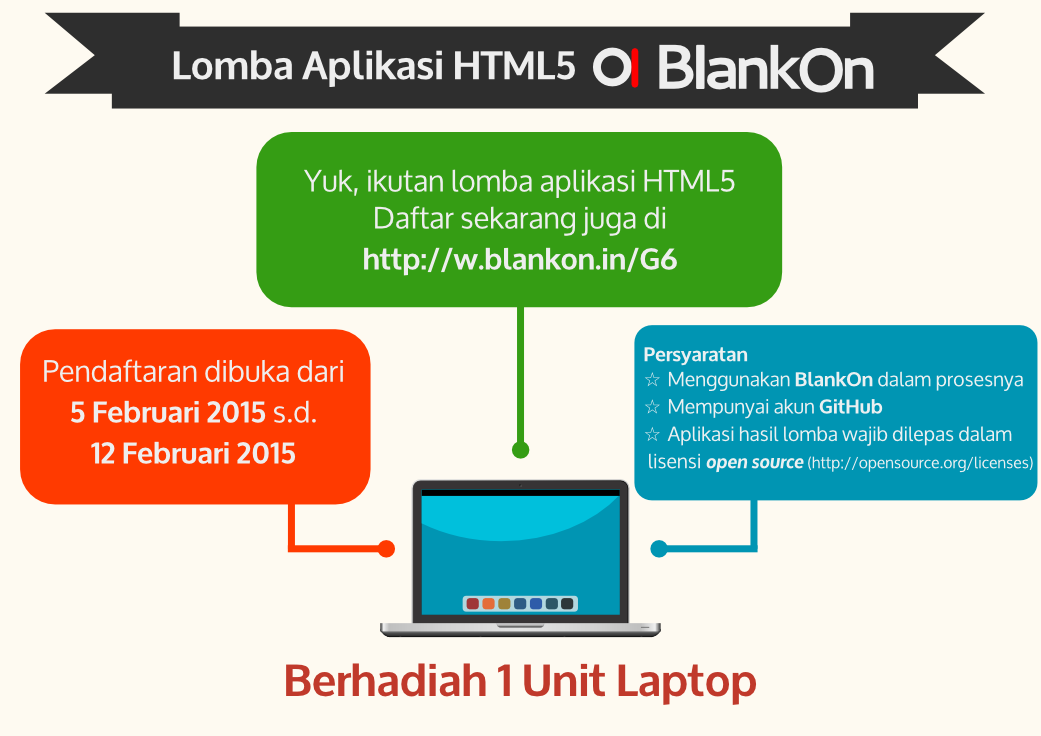 Lomba Aplikasi HTML5 BlankOn
Yuk, ikutan lomba aplikasi HTML5
Daftar sekarang juga di
http://w.blankon.in/G6
Pendaftaran dibuka dari
5 Februari 2015 s.d.
12 Februari 2015
Persyaratan
☆ Menggunakan BlankOn dalam prosesnya
☆ Mempunyai akun GitHub
☆ Aplikasi hasil lomba wajib dilepas dalam
lisensi open source (http://opensource.org/licenses)
Berhadiah 1 Unit Laptop